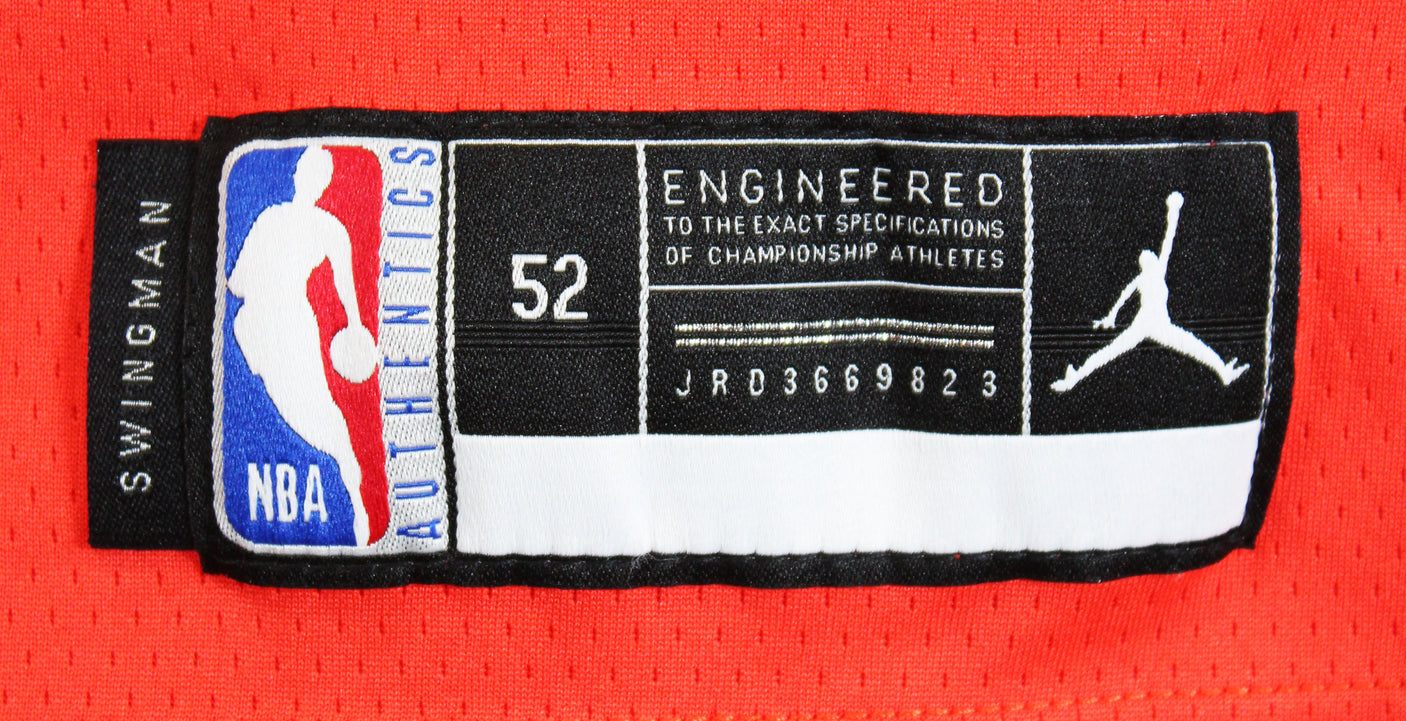 SWINGMAN
NBA
AUTHENTICS
52
ENGINEERED
TO THE EXACT SPECIFICATIONS
OF CHAMPIONSHIP ATHLETES
JRD3669823